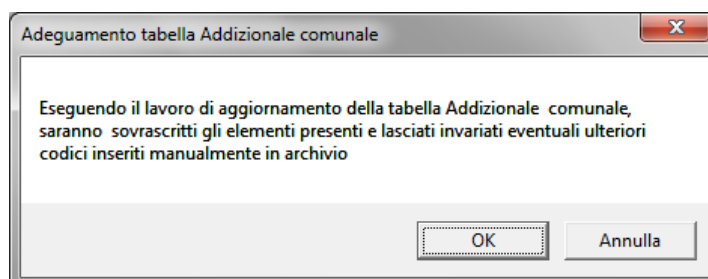 Adeguamento tabella Addizionale comunale
Eseguendo il lavoro di aggiornamento della tabella Addizionale  comunale,
saranno  sovrascritti gli elementi presenti e lasciati invariati eventuali ulteriori
codici inseriti manualmente in archivio
OK
Annulla